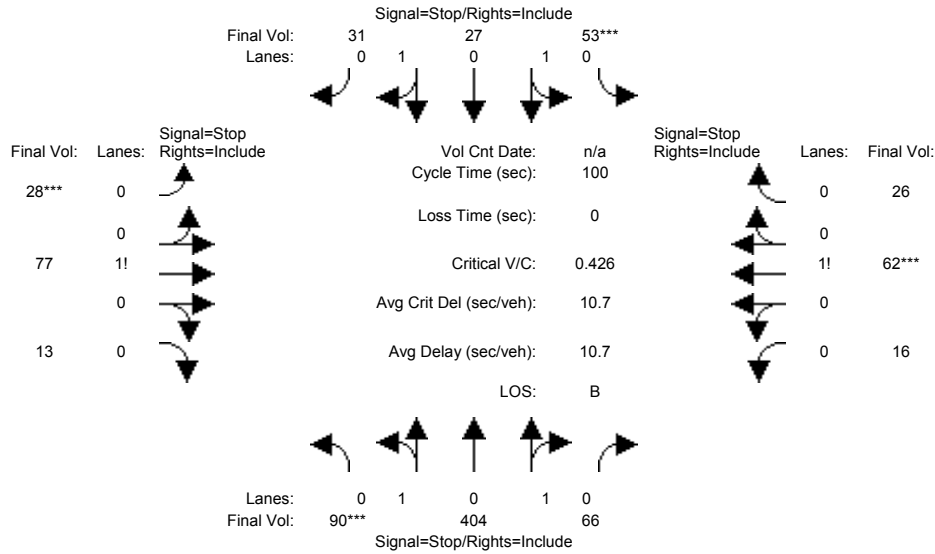 Signal=Stop/Rights=Include
Final Vol: 31 27 53***
Lanes: 0 1 0 1 0
Signal=Stop Signal=Stop
Final Vol: Lanes: Rights=Include Vol Cnt Date: n/a Rights=Include Lanes: Final Vol:
Cycle Time (sec): 100
28*** 0 0 26
Loss Time (sec): 0
0 0
77 1! Critical V/C: 0.426 1! 62***
0 Avg Crit Del (sec/veh): 10.7 0
13 0 Avg Delay (sec/veh): 10.7 0 16
LOS: B
Lanes: 0 1 0 1 0
Final Vol: 90*** 404 66
Signal=Stop/Rights=Include